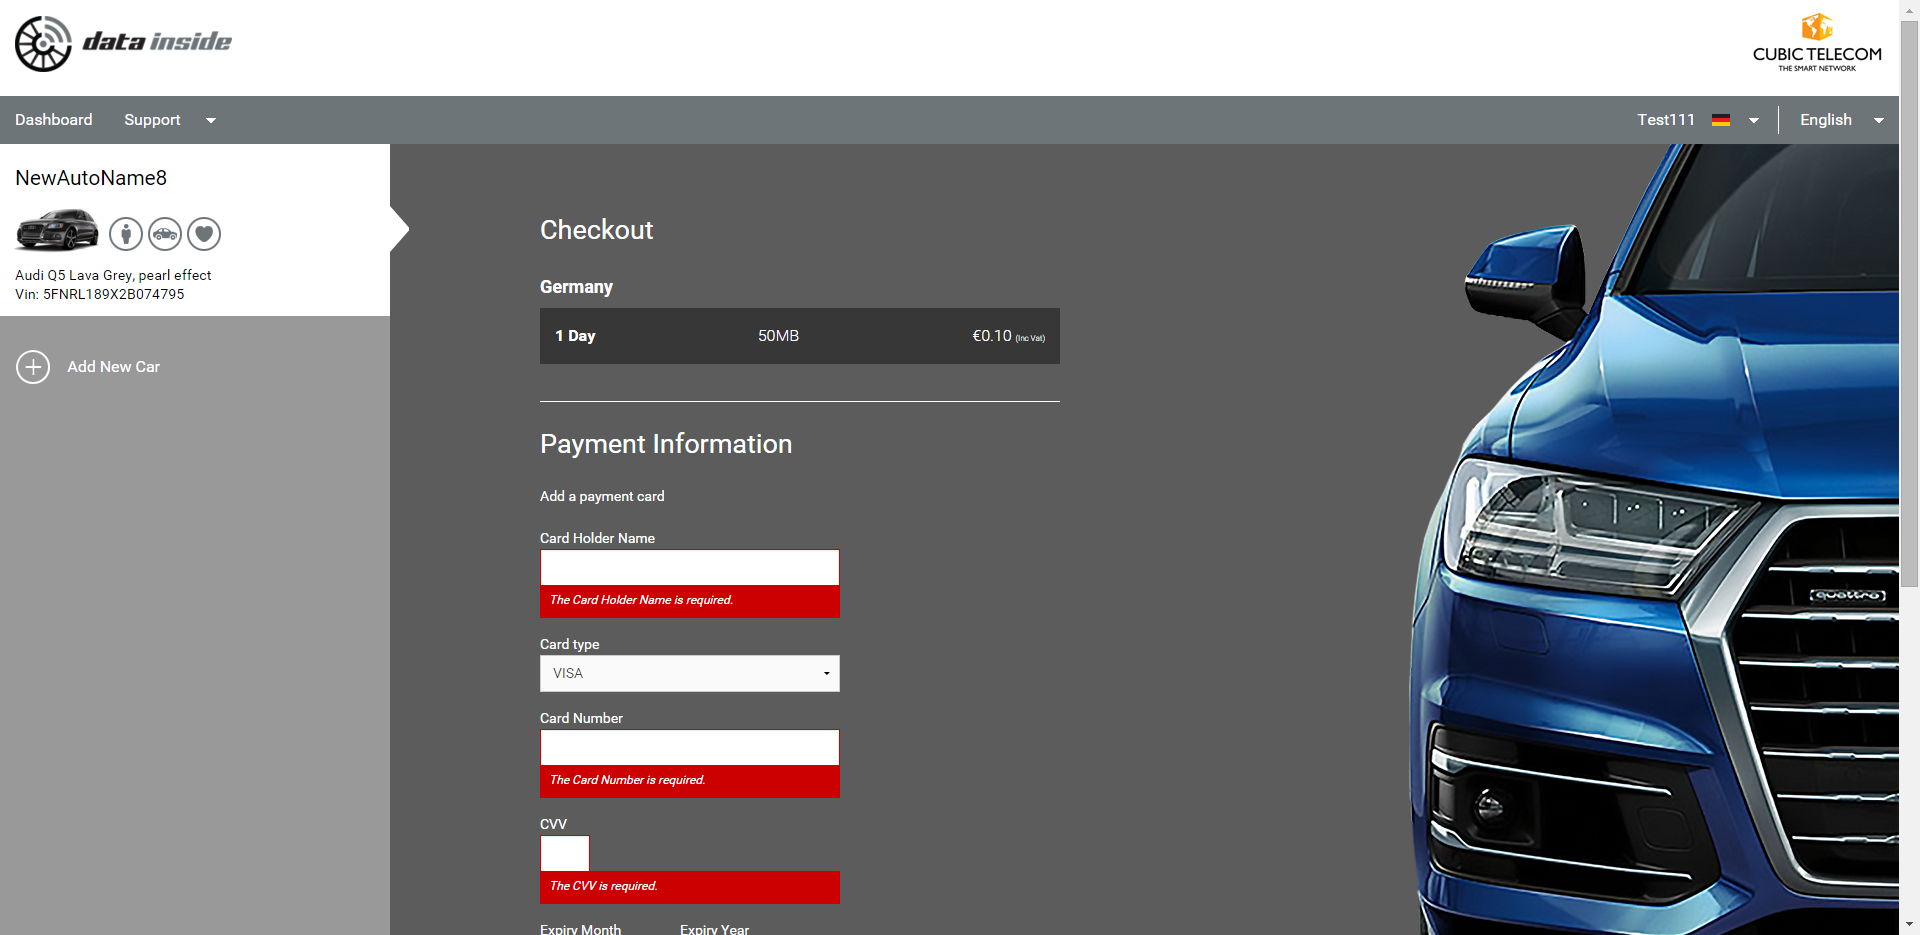 data inside
CUBIC TELECOM
THE SMART NETWORK
Dashboard Support
Test111 English
NewAutoName8
Audi Q5 Lava Grey, pearl effect
Vin: 5FNRL189X2B074795
Add New Car
Checkout
Germany
1 Day 50MB €0.10 (Inc Vat)
Payment Information
Add a payment card
Card Holder Name
The Card Holder Name is required.
Card type
VISA
Card Number
The Card Number is required.
CVV
The CVV is required.
Expiry Month Expiry Year
quattro